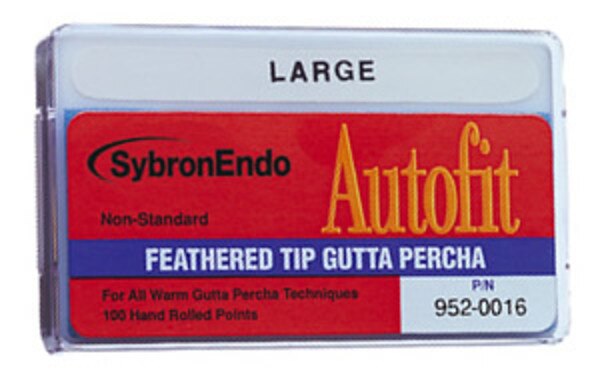 LARGE
SybronEndo
Autofit
Non-Standard
FEATHERED TIP GUTTA PERCHA
For All Warm Gutta Percha Techniques
100 Hand Rolled Points
P/N
952-0016